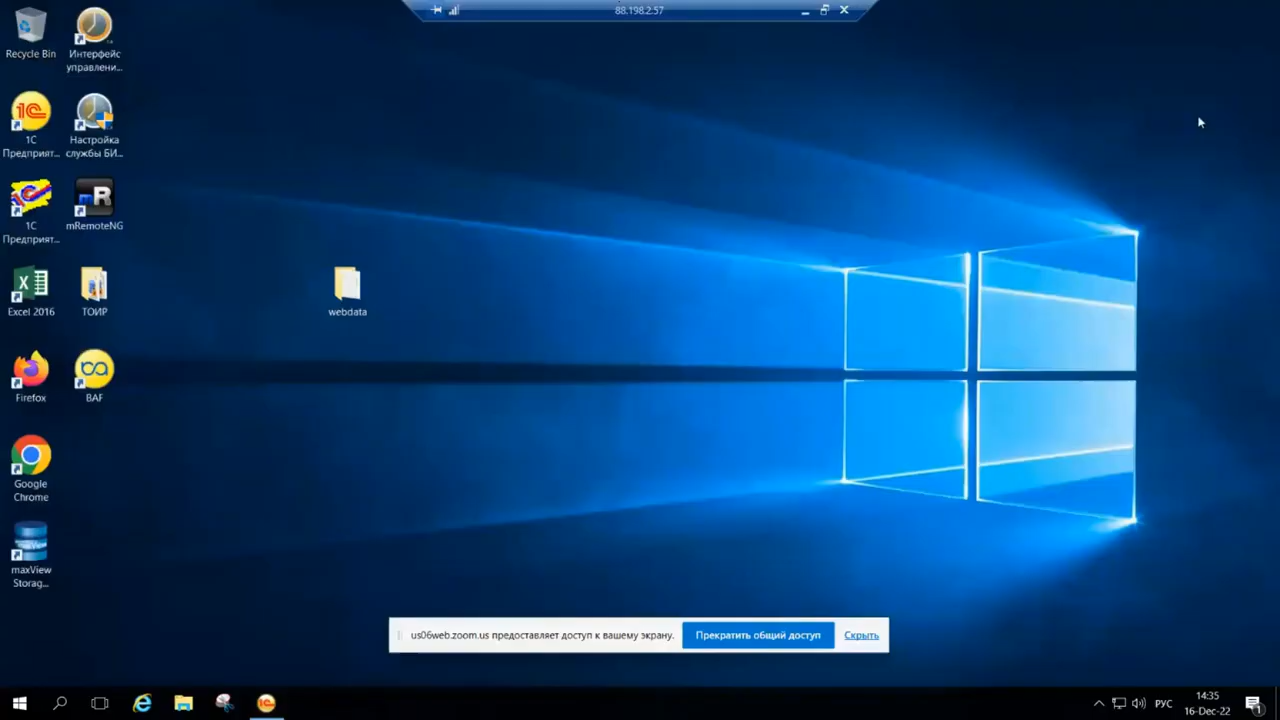 88.198.2.57
Recycle Bin
Интерфейс
управлени...
1С
Предприят...
Настройка
службы БИ...
1С
Предприят...
mRemoteNG
Excel 2016
ТОИР
webdata
Firefox
BAF
Google
Chrome
maxView
Storag...
us06web.zoom.us предоставляет доступ к вашему экрану.
Прекратить общий доступ
Скрыть
РУС
14:35
16-Dec-22
1